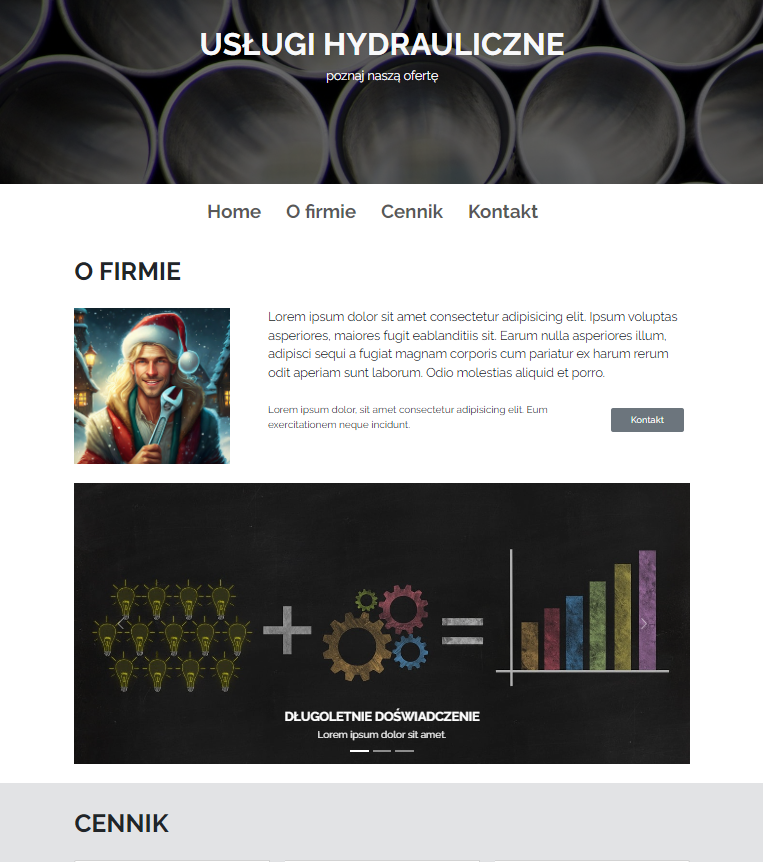 USŁUGI HYDRAULICZNE
poznaj naszą ofertę
Home O firmie Cennik Kontakt
O FIRMIE
Lorem ipsum dolor sit amet consectetur adipisicing elit. Ipsum voluptas
asperiores, maiores fugit eablanditiis sit. Earum nulla asperiores illum,
adipisci sequi a fugiat magnam corporis cum pariatur ex harum rerum
odit aperiam sunt laborum. Odio molestias aliquid et porro.
Lorem ipsum dolor, sit amet consectetur adipisicing elit. Eum
exercitationem neque incidunt.
Kontakt
DŁUGOLETNIE DOŚWIADCZENIE
Lorem ipsum dolor sit amet.
CENNIK